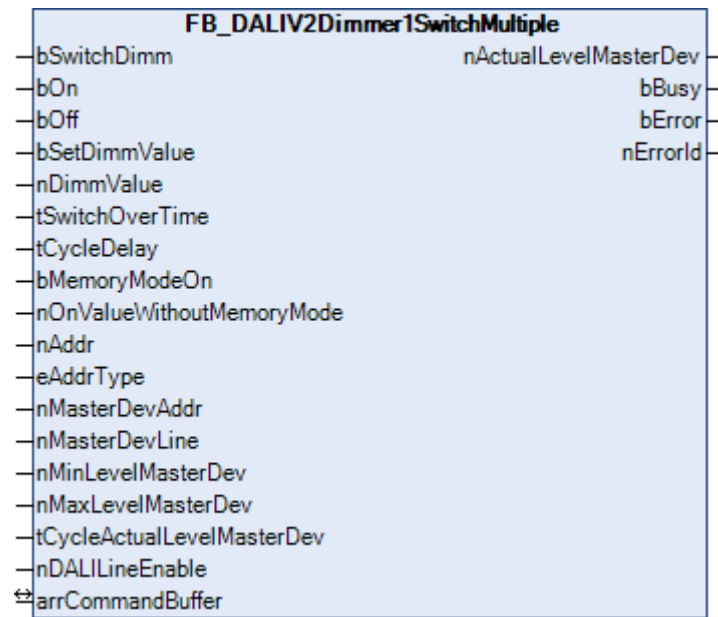 FB_DALIV2Dimmer1SwitchMultiple
bSwitchDimm nActualLevelMasterDev
bOn bBusy
bOff bError
bSetDimmValue nErrorId
nDimmValue
tSwitchOverTime
tCycleDelay
bMemoryModeOn
nOnValueWithoutMemoryMode
nAddr
eAddrType
nMasterDevAddr
nMasterDevLine
nMinLevelMasterDev
nMaxLevelMasterDev
tCycleActualLevelMasterDev
nDALILineEnable
arrCommandBuffer